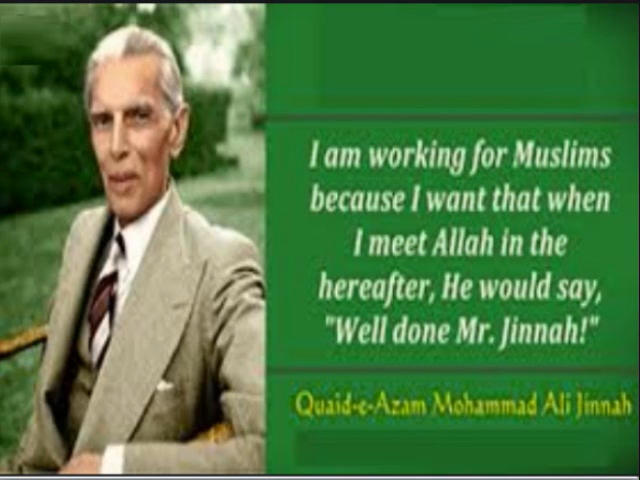 I am working for Muslims
because I want that when
I meet Allah in the
hereafter, He would say,
"Well done Mr. Jinnah!"
Quaid-e-Azam Mohammad Ali Jinnah